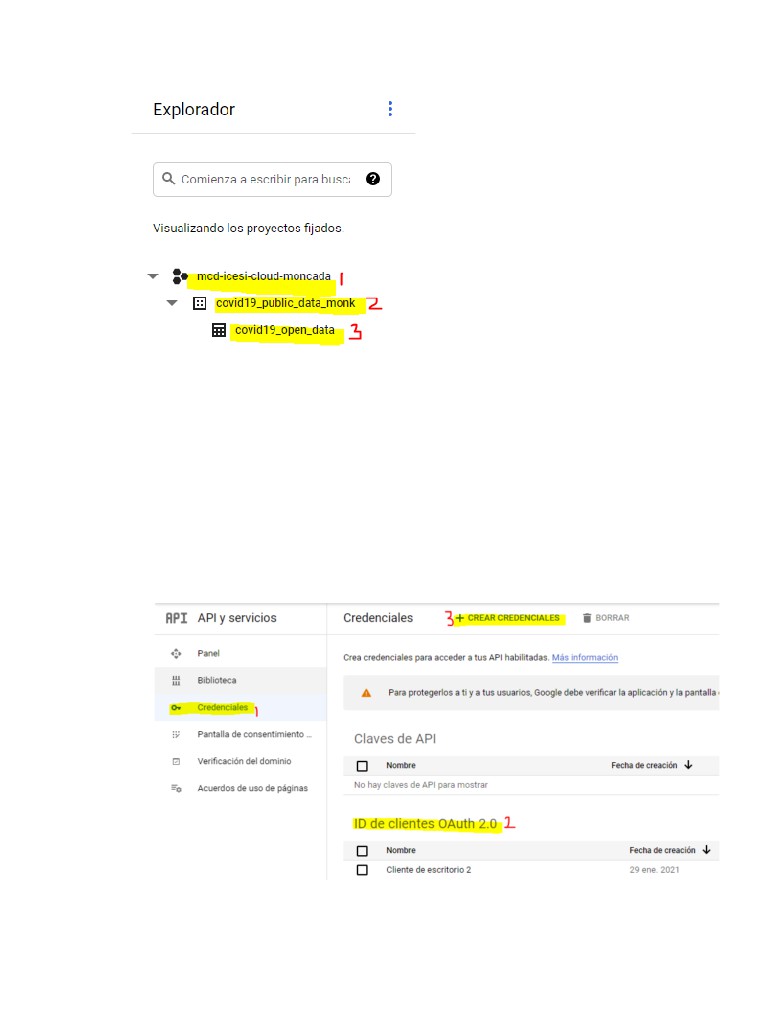 Explorador
Comienza a escribir para busc
Visualizando los proyectos fijados.
mcd-icesi-cloud-moncada 1
covid19_public_data_monk 2
covid19_open_data 3
API API y servicios
Credenciales 3 + CREAR CREDENCIALES BORRAR
Panel
Biblioteca
Credenciales 1
Pantalla de consentimiento ...
Verificación del dominio
Acuerdos de uso de páginas
Crea credenciales para acceder a tus API habilitadas. Más información
Para protegerlos a ti y a tus usuarios, Google debe verificar la aplicación y la pantalla
Claves de API
Nombre Fecha de creación
No hay claves de API para mostrar
ID de clientes OAuth 2.0 2
Nombre Fecha de creación
Cliente de escritorio 2 29 ene. 2021